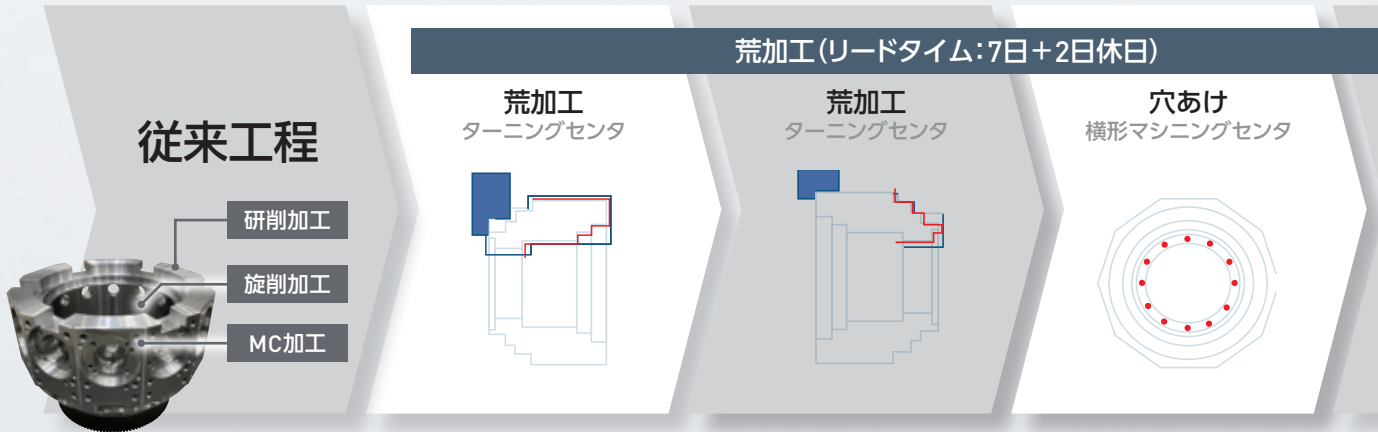 従来工程
研削加工
旋削加工
MC加工
荒加工(リードタイム:7日+2日休日)
荒加工
ターニングセンタ
荒加工
ターニングセンタ
穴あけ
横形マシニングセンタ